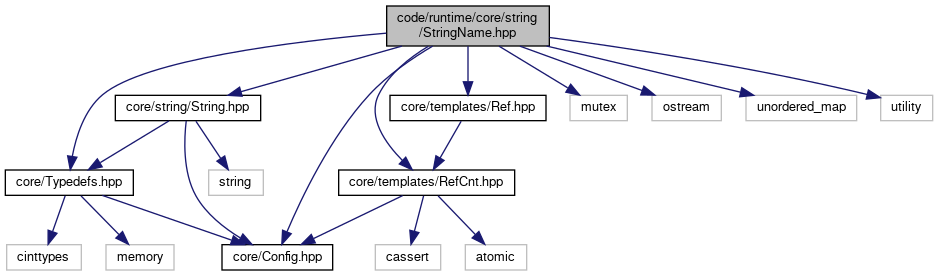 code/runtime/core/string
/StringName.hpp
core/string/String.hpp
core/templates/Ref.hpp
mutex
ostream
unordered_map
utility
core/Typedefs.hpp
string
core/templates/RefCnt.hpp
cinttypes
memory
core/Config.hpp
cassert
atomic